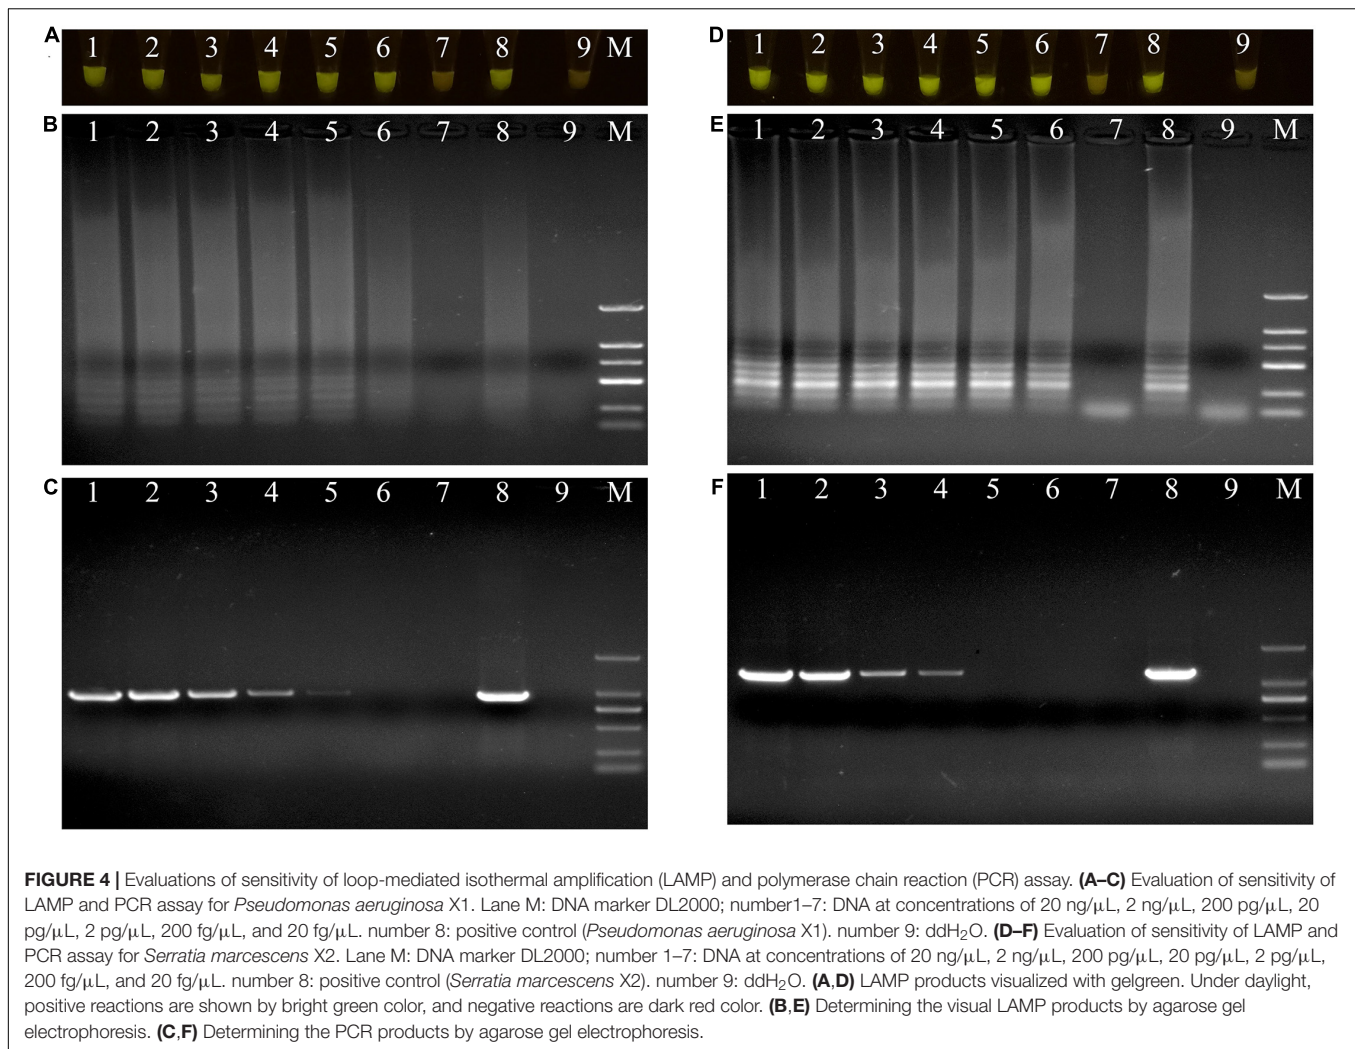 A 1 2 3 4 5 6 7 8 9 M
B 1 2 3 4 5 6 7 8 9 M
C 1 2 3 4 5 6 7 8 9 M
D 1 2 3 4 5 6 7 8 9
E 1 2 3 4 5 6 7 8 9 M
F 1 2 3 4 5 6 7 8 9 M
FIGURE 4 | Evaluations of sensitivity of loop-mediated isothermal amplification (LAMP) and polymerase chain reaction (PCR) assay. (A–C) Evaluation of sensitivity of
LAMP and PCR assay for Pseudomonas aeruginosa X1. Lane M: DNA marker DL2000; number1–7: DNA at concentrations of 20 ng/μL, 2 ng/μL, 200 pg/μL, 20
pg/μL, 2 pg/μL, 200 fg/μL, and 20 fg/μL. number 8: positive control (Pseudomonas aeruginosa X1). number 9: ddH₂O. (D–F) Evaluation of sensitivity of LAMP and
PCR assay for Serratia marcescens X2. Lane M: DNA marker DL2000; number 1–7: DNA at concentrations of 20 ng/μL, 2 ng/μL, 200 pg/μL, 20 pg/μL, 2 pg/μL,
200 fg/μL, and 20 fg/μL. number 8: positive control (Serratia marcescens X2). number 9: ddH₂O. (A,D) LAMP products visualized with gelgreen. Under daylight,
positive reactions are shown by bright green color, and negative reactions are dark red color. (B,E) Determining the visual LAMP products by agarose gel
electrophoresis. (C,F) Determining the PCR products by agarose gel electrophoresis.